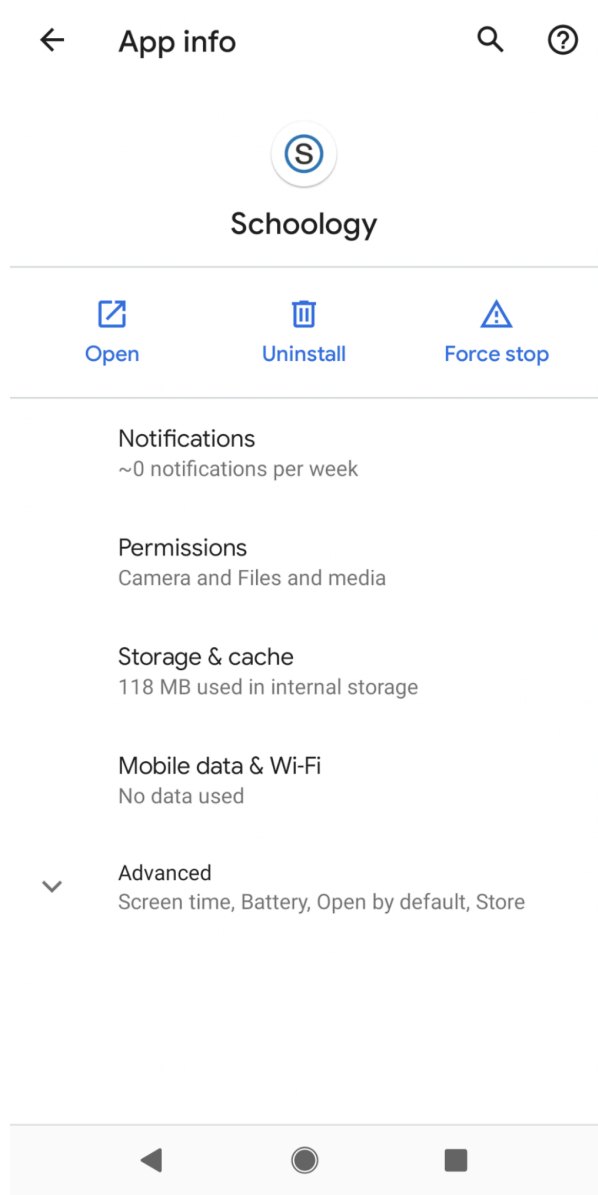 App info
S
Schoology
Open Uninstall Force stop
Notifications
~0 notifications per week
Permissions
Camera and Files and media
Storage & cache
118 MB used in internal storage
Mobile data & Wi-Fi
No data used
Advanced
Screen time, Battery, Open by default, Store